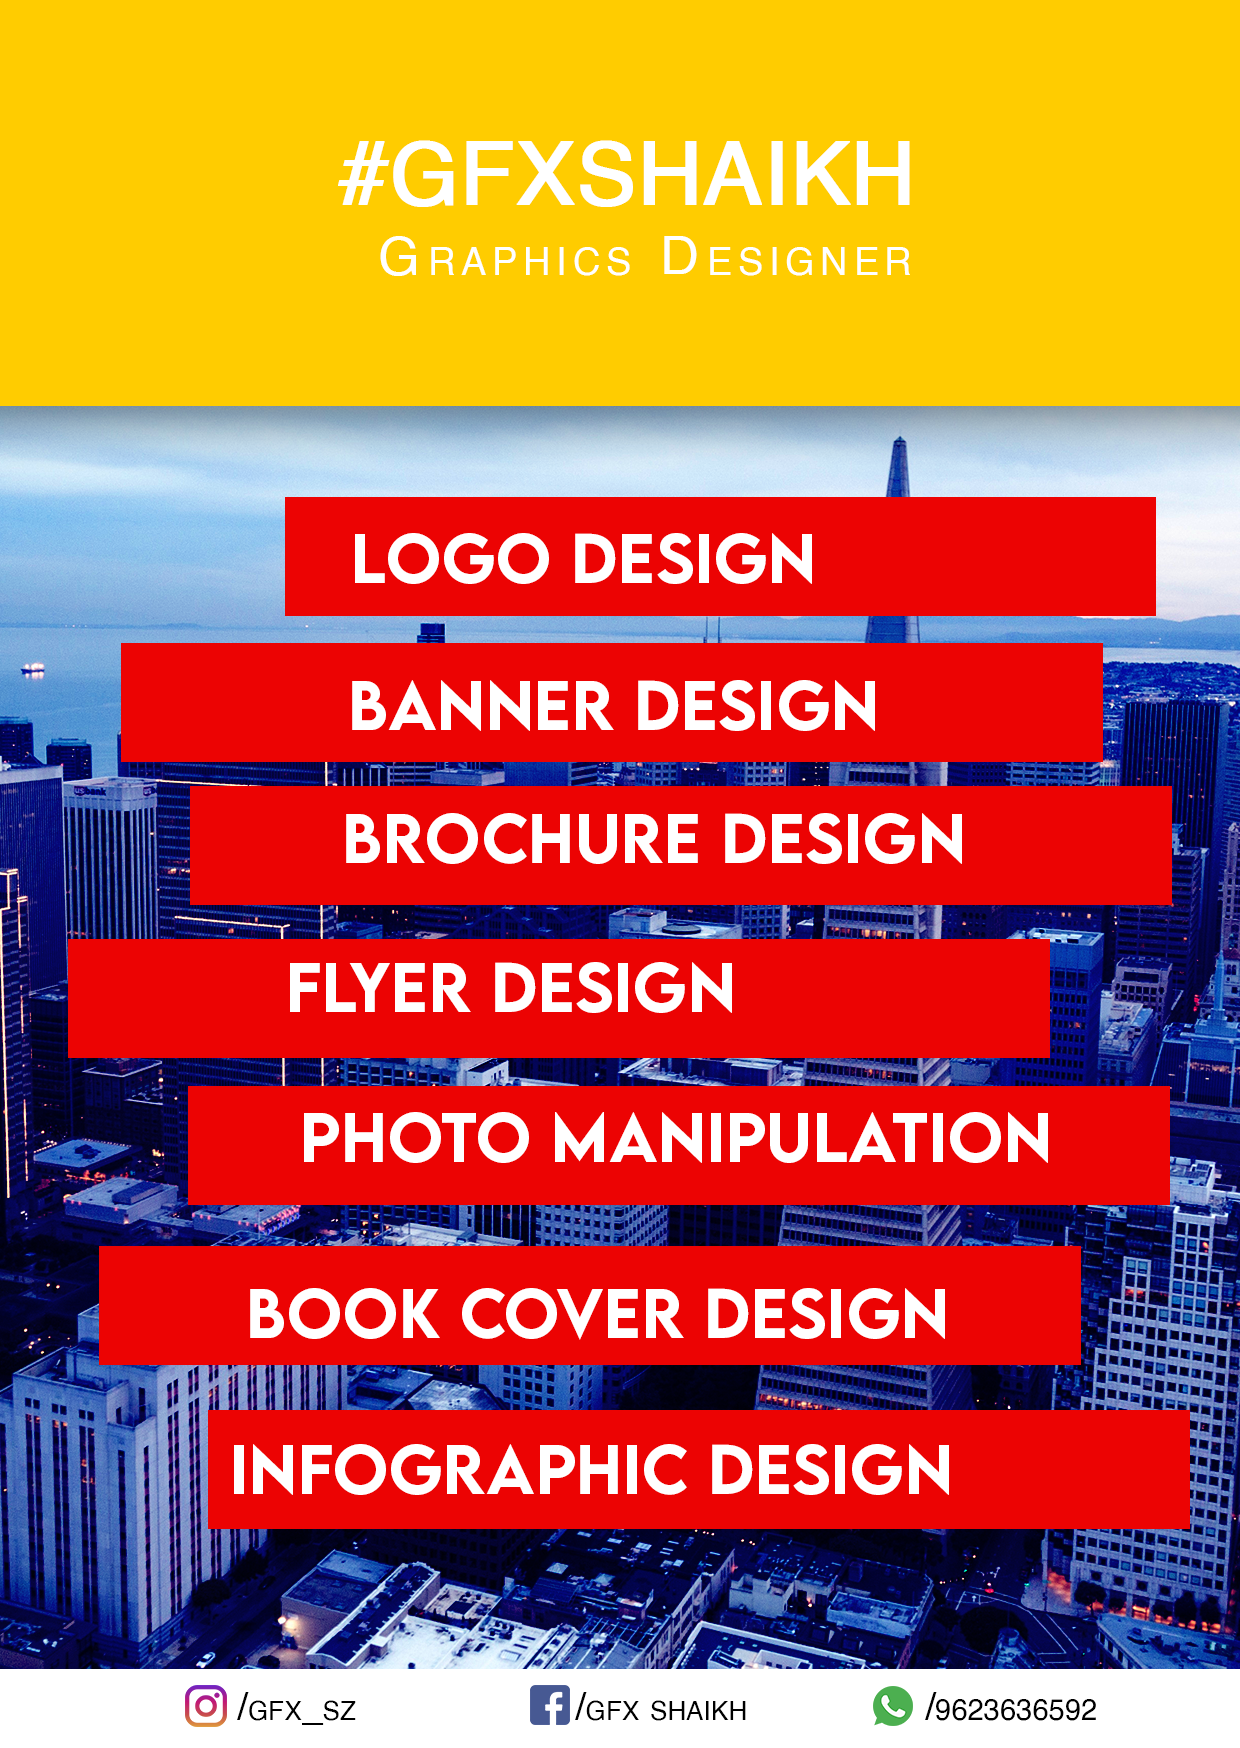 #GFXSHAIKH
GRAPHICS DESIGNER
LOGO DESIGN
BANNER DESIGN
BROCHURE DESIGN
FLYER DESIGN
PHOTO MANIPULATION
BOOK COVER DESIGN
INFOGRAPHIC DESIGN
/GFX_SZ /GFX SHAIKH /9623636592